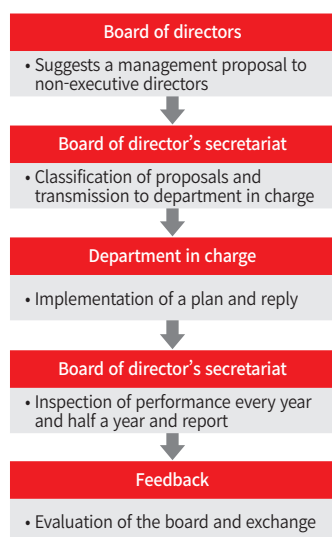 Board of directors
• Suggests a management proposal to
non-executive directors
Board of director's secretariat
• Classification of proposals and
transmission to department in charge
Department in charge
• Implementation of a plan and reply
Board of director's secretariat
• Inspection of performance every year
and half a year and report
Feedback
• Evaluation of the board and exchange